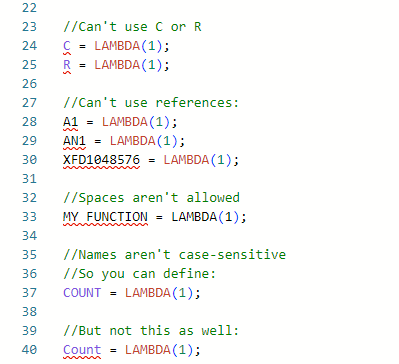 22
23 //Can't use C or R
24 C = LAMBDA(1);
25 R = LAMBDA(1);
26
27 //Can't use references:
28 A1 = LAMBDA(1);
29 AN1 = LAMBDA(1);
30 XFD1048576 = LAMBDA(1);
31
32 //Spaces aren't allowed
33 MY FUNCTION = LAMBDA(1);
34
35 //Names aren't case-sensitive
36 //So you can define:
37 COUNT = LAMBDA(1);
38
39 //But not this as well:
40 Count = LAMBDA(1);